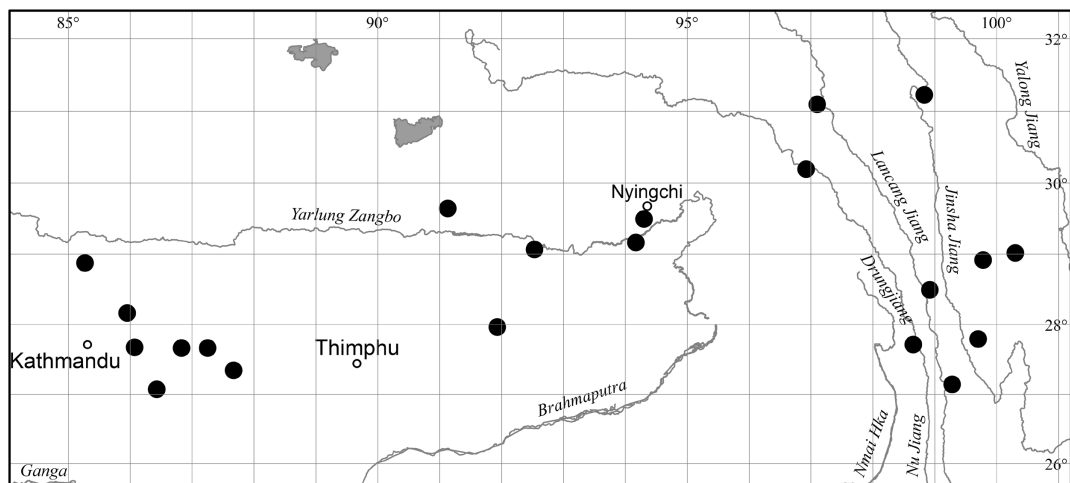 85°
90°
95°
100°
32°
Yalong Jiang
Lancang Jiang
Jinsha Jiang
30°
Nyingchi
Yarlung Zangbo
Drungjiang
28°
Kathmandu
Thimphu
Brahmaputra
Nmai Hka
Nu Jiang
Ganga
26°